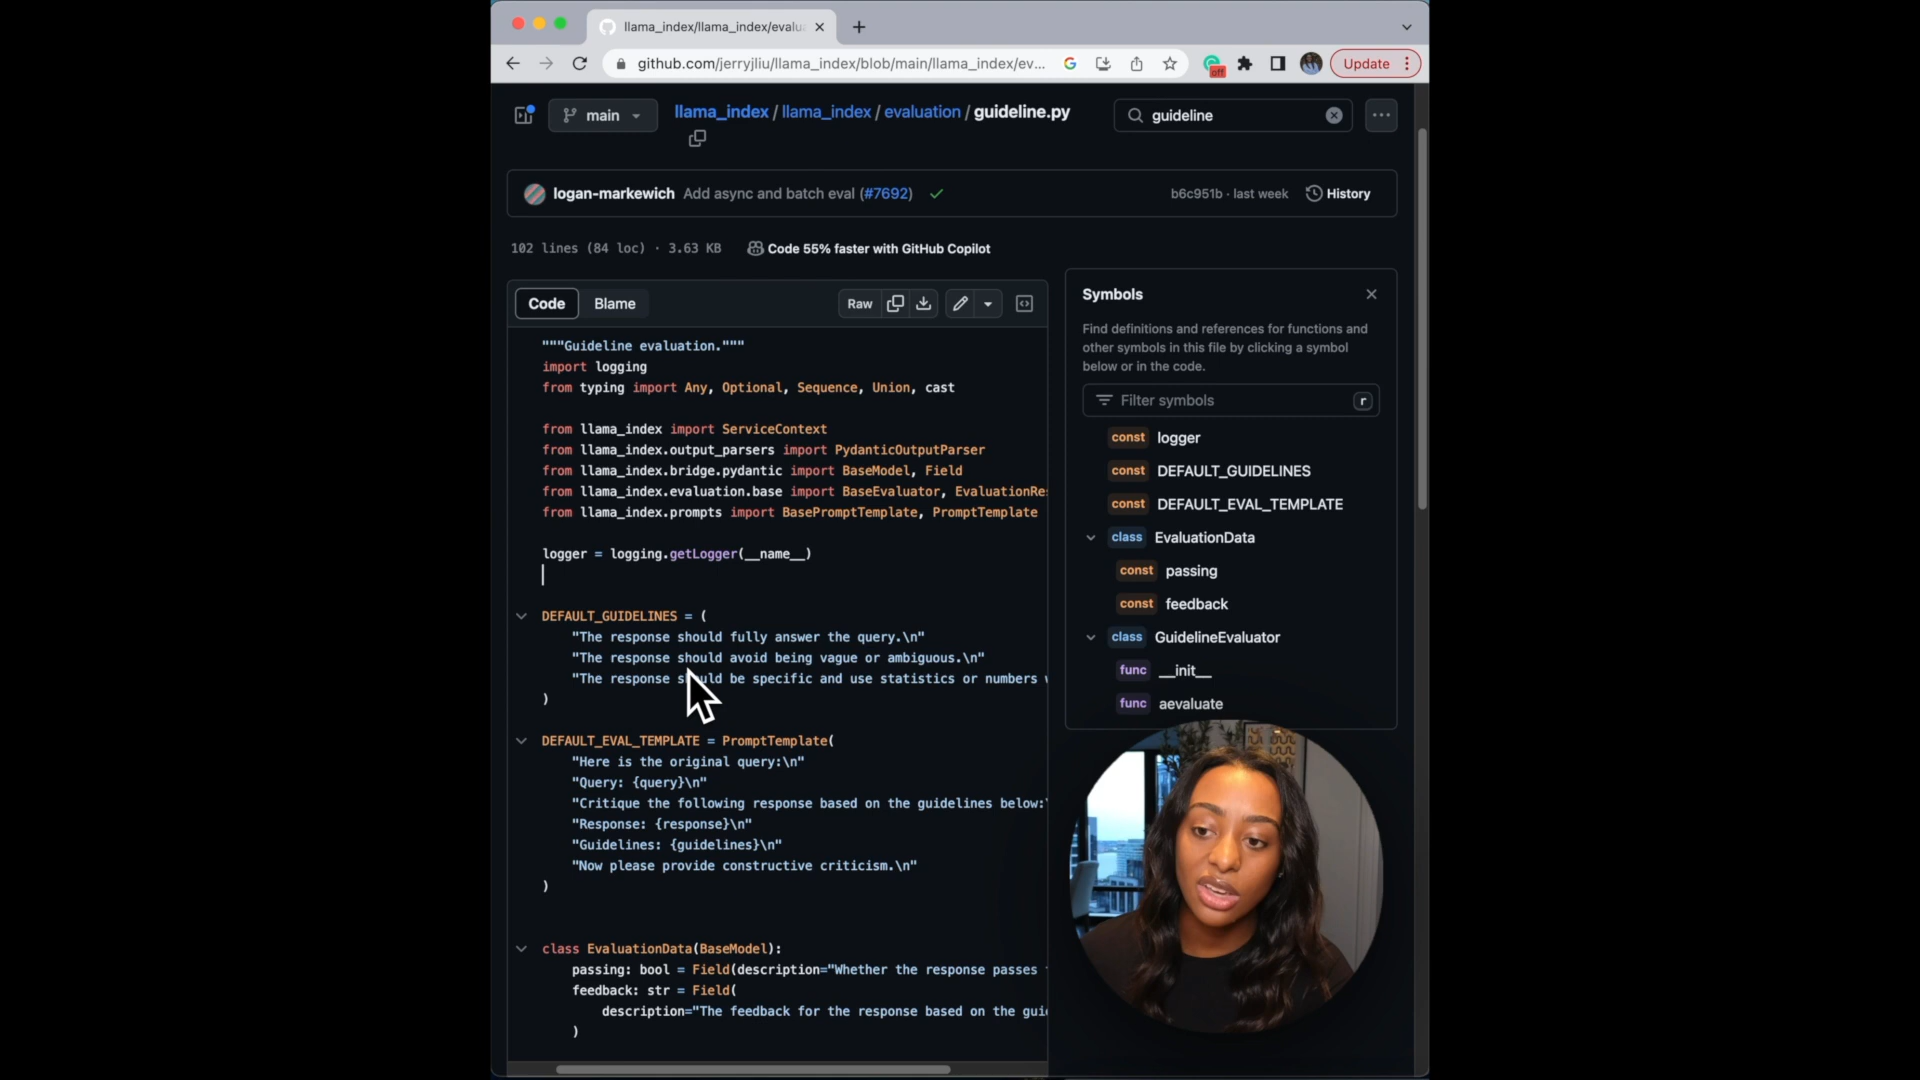 llama_index/llama_index/evalu
github.com/jerryjliu/llama_index/blob/main/llama_index/ev...
off
Update
main
llama_index / llama_index / evaluation / guideline.py
guideline
logan-markewich Add async and batch eval (#7692)
b6c951b · last week
History
102 lines (84 loc) · 3.63 KB
Code 55% faster with GitHub Copilot
Code
Blame
Raw
"""Guideline evaluation."""
import logging
from typing import Any, Optional, Sequence, Union, cast
from llama_index import ServiceContext
from llama_index.output_parsers import PydanticOutputParser
from llama_index.bridge.pydantic import BaseModel, Field
from llama_index.evaluation.base import BaseEvaluator, EvaluationRe
from llama_index.prompts import BasePromptTemplate, PromptTemplate
logger = logging.getLogger(__name__)
DEFAULT_GUIDELINES = (
"The response should fully answer the query.\n"
"The response should avoid being vague or ambiguous.\n"
"The response should be specific and use statistics or numbers
)
DEFAULT_EVAL_TEMPLATE = PromptTemplate(
"Here is the original query:\n"
"Query: {query}\n"
"Critique the following response based on the guidelines below:
"Response: {response}\n"
"Guidelines: {guidelines}\n"
"Now please provide constructive criticism.\n"
)
class EvaluationData(BaseModel):
passing: bool = Field(description="Whether the response passes
feedback: str = Field(
description="The feedback for the response based on the gui
)
Symbols
Find definitions and references for functions and
other symbols in this file by clicking a symbol
below or in the code.
Filter symbols
r
const logger
const DEFAULT_GUIDELINES
const DEFAULT_EVAL_TEMPLATE
class EvaluationData
const passing
const feedback
class GuidelineEvaluator
func __init__
func aevaluate